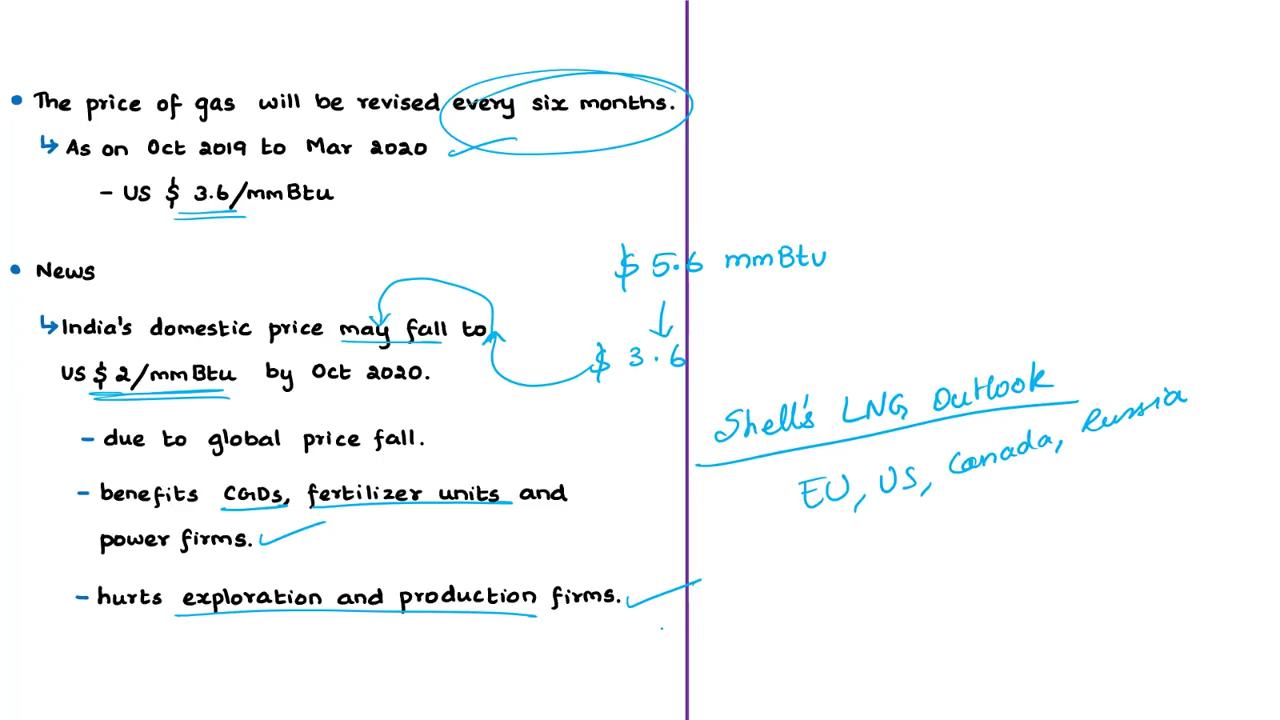 • The price of gas will be revised every six months.
↳ As on Oct 2019 to Mar 2020
- US $ 3.6/mmBtu
• News
↳ India's domestic price may fall to
US $ 2/mmBtu by Oct 2020.
- due to global price fall.
- benefits CGDs, fertilizer units and
power firms.
- hurts exploration and production firms.
$ 5.6 mmBtu
↓
$ 3.6
Shell's LNG Outlook
EU, US, Canada, Russia